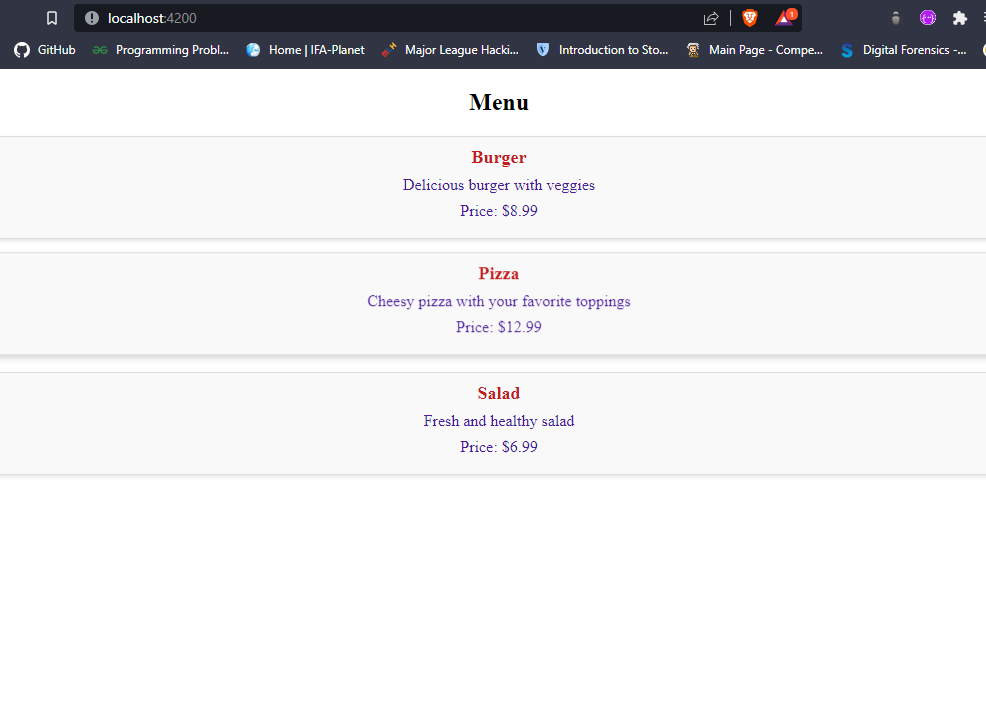 localhost:4200
1
GitHub
Programming Probl...
Home | IFA-Planet
Major League Hacki...
Introduction to Sto...
Main Page - Compe...
Digital Forensics -...
Menu
Burger
Delicious burger with veggies
Price: $8.99
Pizza
Cheesy pizza with your favorite toppings
Price: $12.99
Salad
Fresh and healthy salad
Price: $6.99